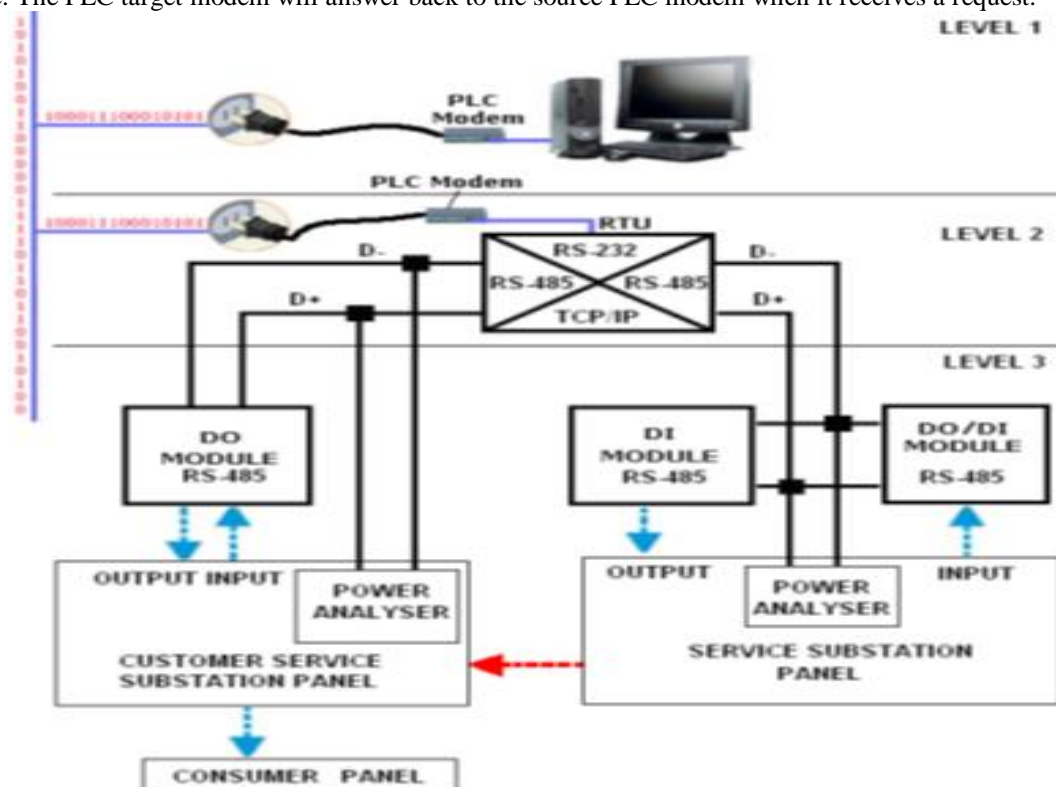 The PLC target modem will answer back to the source PLC modem when it receives a request.
LEVEL 1
PLC
Modem
PLC Modem
LEVEL 2
RTU
RS-232
RS-485
RS-485
TCP/IP
D-
D+
D-
D+
LEVEL 3
DO
MODULE
RS-485
DI
MODULE
RS-485
DO/DI
MODULE
RS-485
OUTPUT INPUT
POWER
ANALYSER
CUSTOMER SERVICE
SUBSTATION PANEL
OUTPUT
INPUT
POWER
ANALYSER
SERVICE SUBSTATION
PANEL
CONSUMER PANEL